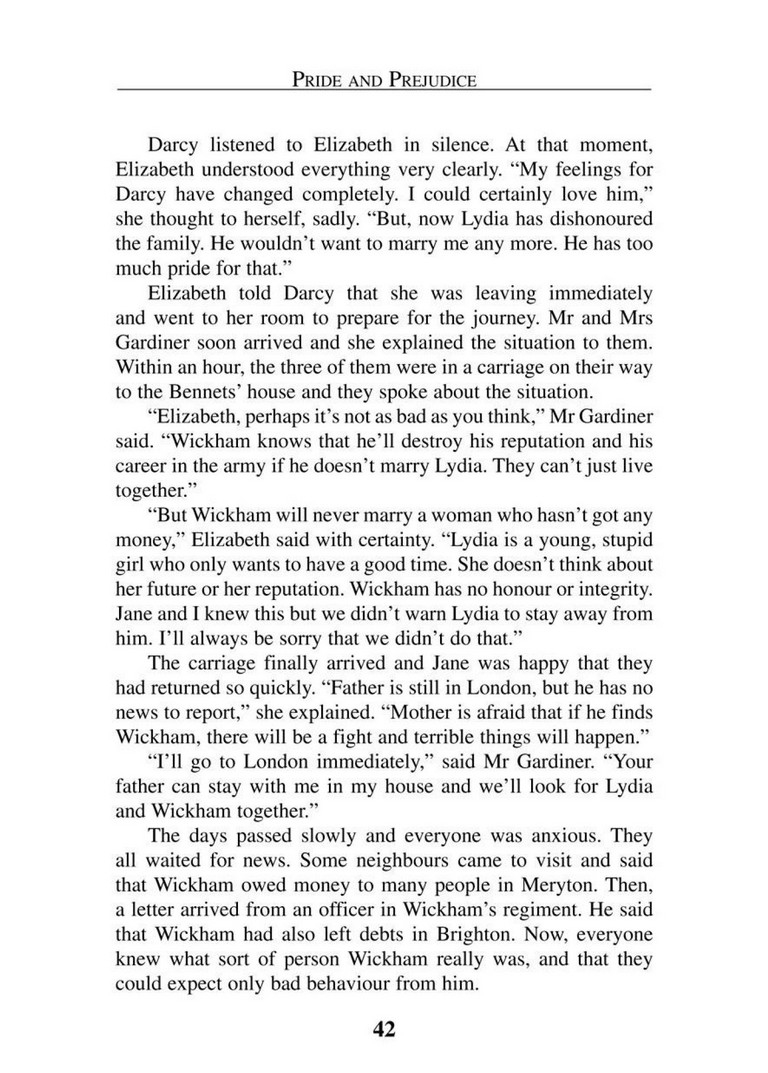 PRIDE AND PREJUDICE
Darcy listened to Elizabeth in silence. At that moment,
Elizabeth understood everything very clearly. “My feelings for
Darcy have changed completely. I could certainly love him,”
she thought to herself, sadly. “But, now Lydia has dishonoured
the family. He wouldn’t want to marry me any more. He has too
much pride for that.”
Elizabeth told Darcy that she was leaving immediately
and went to her room to prepare for the journey. Mr and Mrs
Gardiner soon arrived and she explained the situation to them.
Within an hour, the three of them were in a carriage on their way
to the Bennets’ house and they spoke about the situation.
“Elizabeth, perhaps it’s not as bad as you think,” Mr Gardiner
said. “Wickham knows that he’ll destroy his reputation and his
career in the army if he doesn’t marry Lydia. They can’t just live
together.”
“But Wickham will never marry a woman who hasn’t got any
money,” Elizabeth said with certainty. “Lydia is a young, stupid
girl who only wants to have a good time. She doesn’t think about
her future or her reputation. Wickham has no honour or integrity.
Jane and I knew this but we didn’t warn Lydia to stay away from
him. I’ll always be sorry that we didn’t do that.”
The carriage finally arrived and Jane was happy that they
had returned so quickly. “Father is still in London, but he has no
news to report,” she explained. “Mother is afraid that if he finds
Wickham, there will be a fight and terrible things will happen.”
“I’ll go to London immediately,” said Mr Gardiner. “Your
father can stay with me in my house and we’ll look for Lydia
and Wickham together.”
The days passed slowly and everyone was anxious. They
all waited for news. Some neighbours came to visit and said
that Wickham owed money to many people in Meryton. Then,
a letter arrived from an officer in Wickham’s regiment. He said
that Wickham had also left debts in Brighton. Now, everyone
knew what sort of person Wickham really was, and that they
could expect only bad behaviour from him.
42